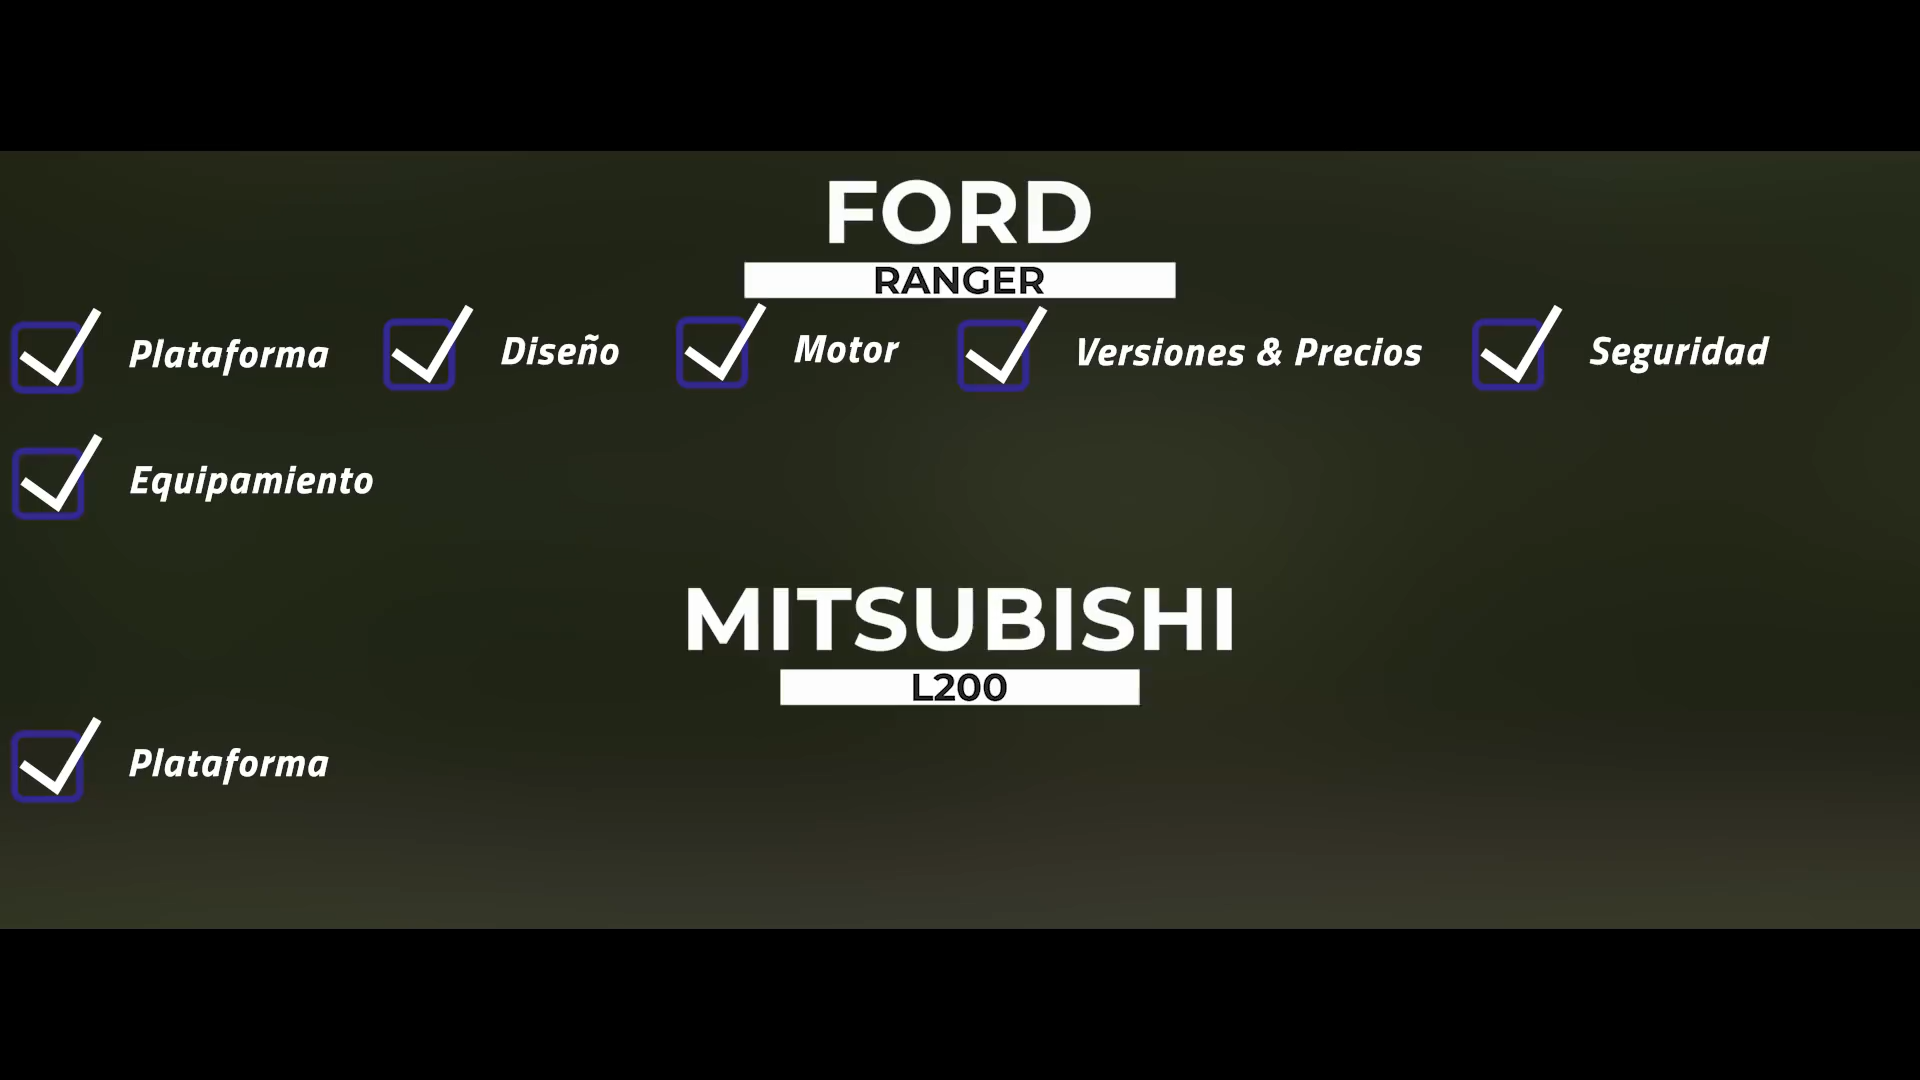 FORD
RANGER
Plataforma Diseño Motor Versiones & Precios Seguridad
Equipamiento
MITSUBISHI
L200
Plataforma